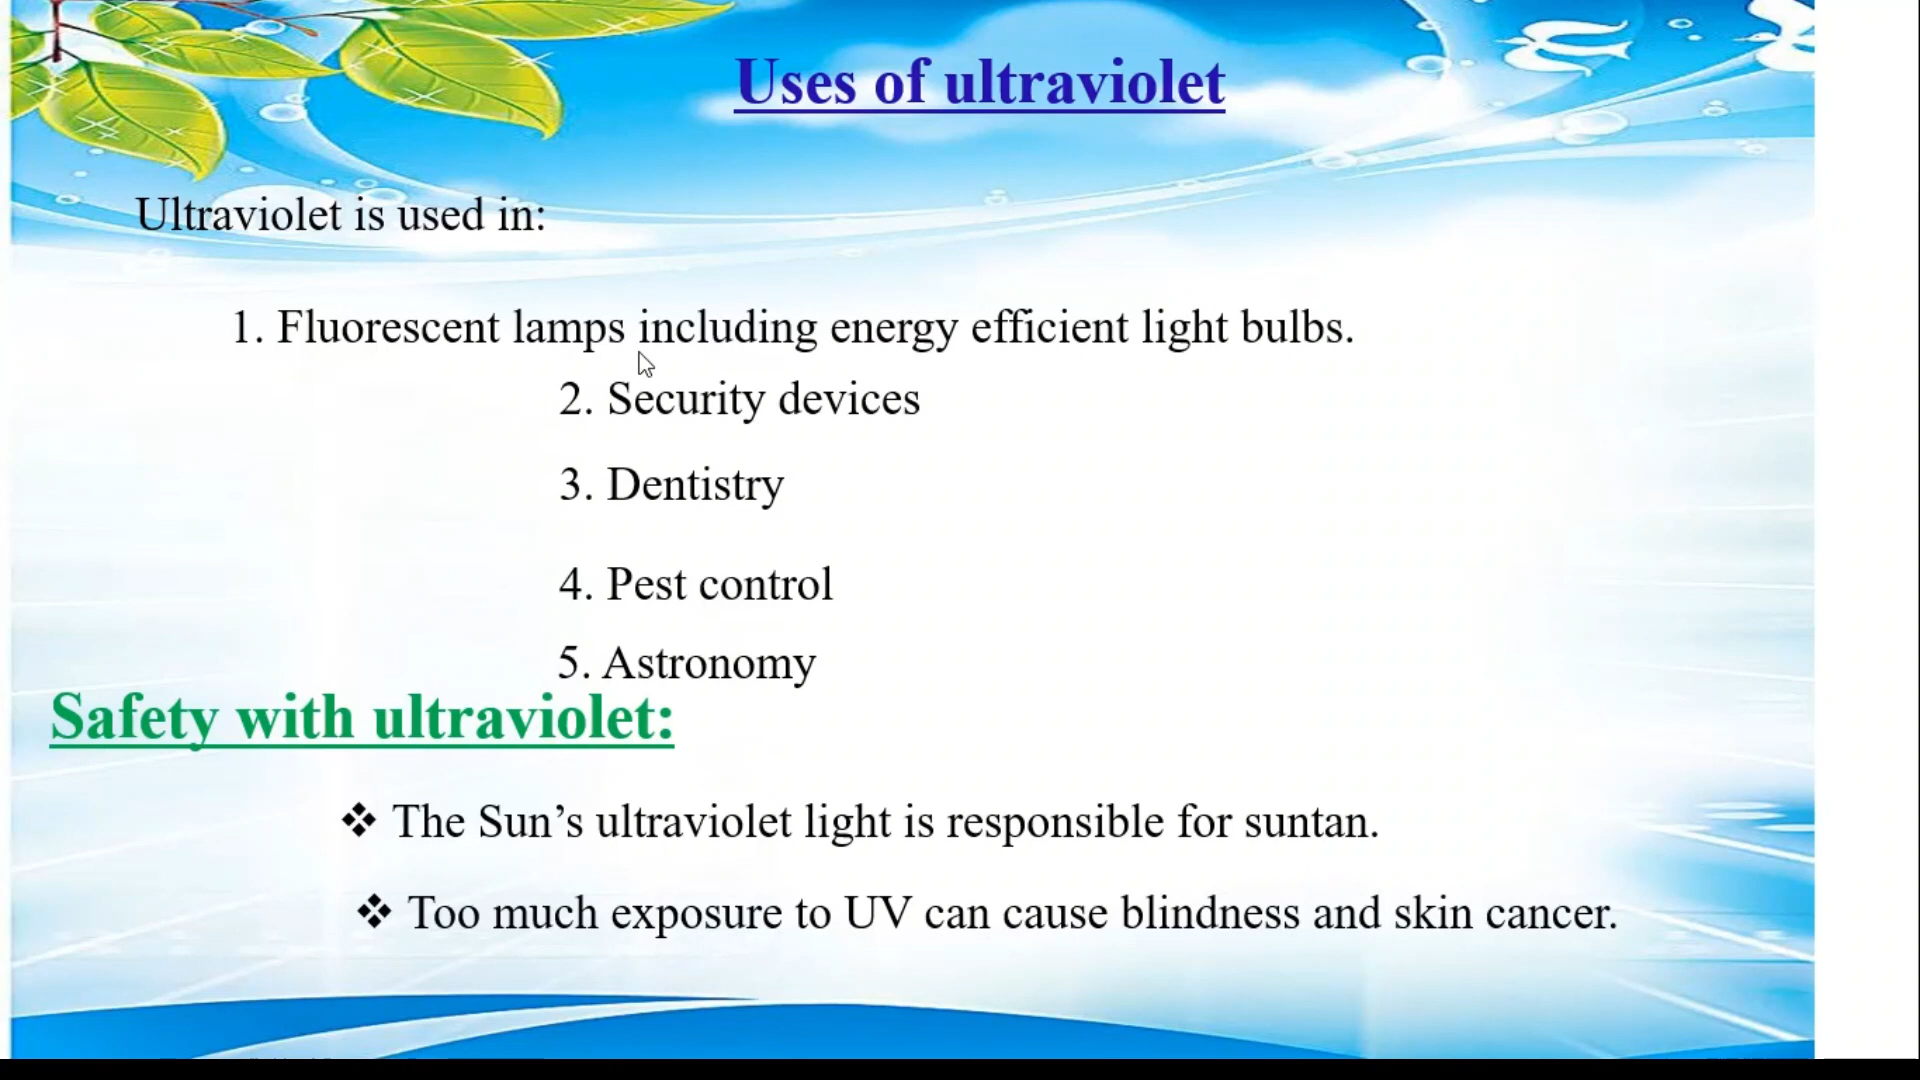 Uses of ultraviolet
Ultraviolet is used in:
1. Fluorescent lamps including energy efficient light bulbs.
2. Security devices
3. Dentistry
4. Pest control
5. Astronomy
Safety with ultraviolet:
❖ The Sun’s ultraviolet light is responsible for suntan.
❖ Too much exposure to UV can cause blindness and skin cancer.